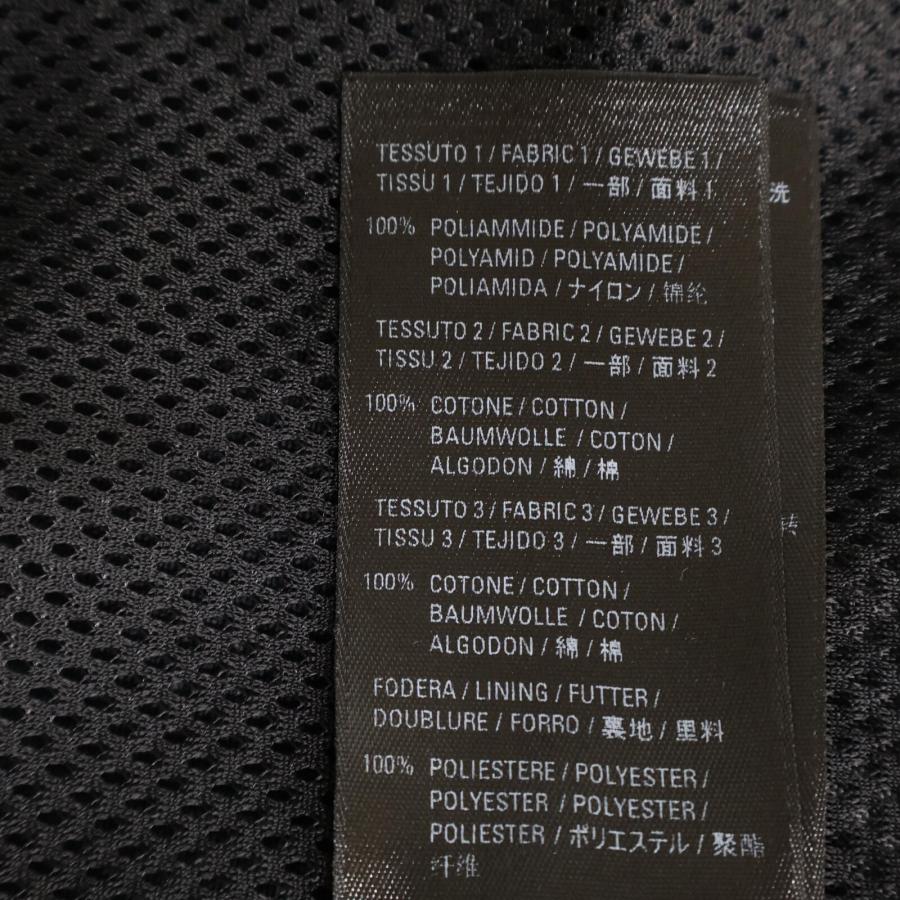 TESSUTO 1 / FABRIC 1 / GEWEBE 1 /
TISSU 1 / TEJIDO 1 / 一部 / 面料 1
100% POLIAMMIDE / POLYAMIDE /
POLYAMID / POLYAMIDE /
POLIAMIDA / ナイロン / 锦纶
TESSUTO 2 / FABRIC 2 / GEWEBE 2 /
TISSU 2 / TEJIDO 2 / 一部 / 面料 2
100% COTONE / COTTON /
BAUMWOLLE / COTON /
ALGODON / 綿 / 棉
TESSUTO 3 / FABRIC 3 / GEWEBE 3 /
TISSU 3 / TEJIDO 3 / 一部 / 面料 3
100% COTONE / COTTON /
BAUMWOLLE / COTON /
ALGODON / 綿 / 棉
FODERA / LINING / FUTTER /
DOUBLURE / FORRO / 裏地 / 里料
100% POLIESTERE / POLYESTER /
POLYESTER / POLYESTER /
POLIESTER / ポリエステル / 聚酯
纤维
洗